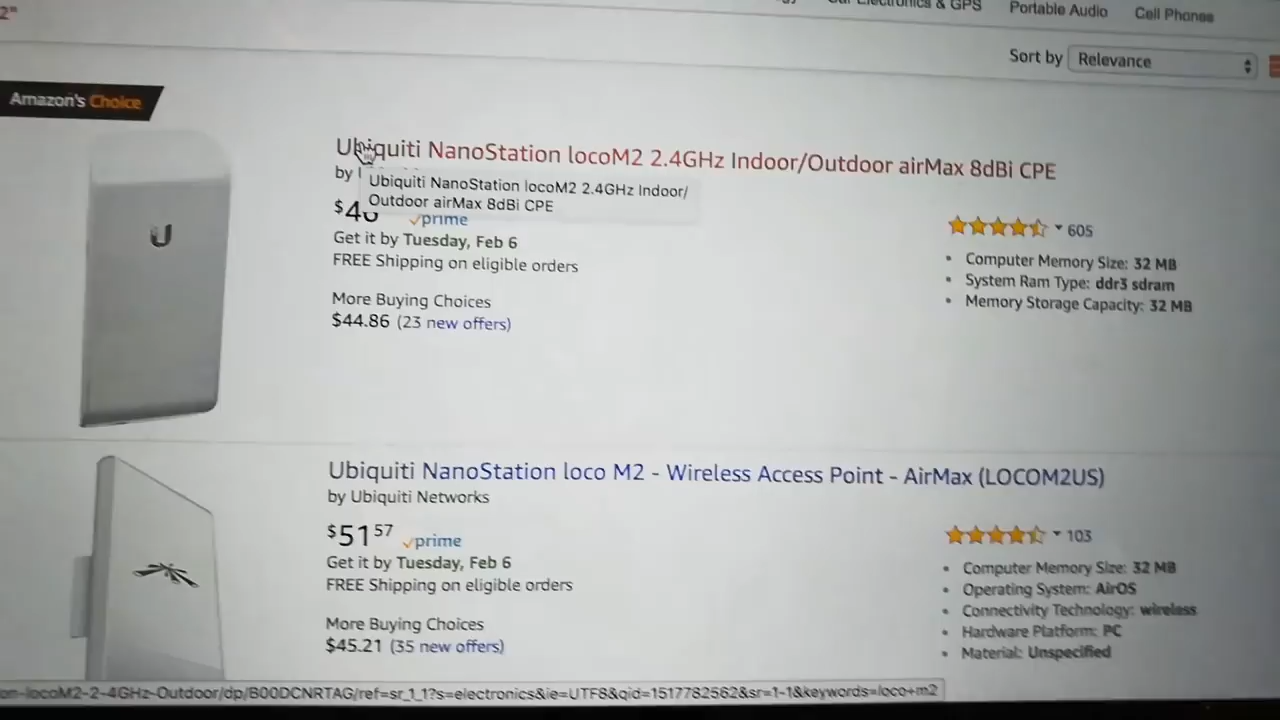 2"
& GPS
Portable Audio
Cell Phones
Sort by Relevance
Amazon's Choice
Ubiquiti NanoStation locoM2 2.4GHz Indoor/Outdoor airMax 8dBi CPE
by
Ubiquiti NanoStation locoM2 2.4GHz Indoor/
Outdoor airMax 8dBi CPE
prime
Get it by Tuesday, Feb 6
FREE Shipping on eligible orders
More Buying Choices
$44.86 (23 new offers)
605
Computer Memory Size: 32 MB
System Ram Type: ddr3 sdram
Memory Storage Capacity: 32 MB
Ubiquiti NanoStation loco M2 - Wireless Access Point - AirMax (LOCOM2US)
by Ubiquiti Networks
$51 57 prime
Get it by Tuesday, Feb 6
FREE Shipping on eligible orders
More Buying Choices
$45.21 (35 new offers)
103
Computer Memory Size: 32 MB
Operating System: AirOS
Connectivity Technology: wireless
Hardware Platform: PC
Material: Unspecified
on-locoM2-2-4GHz-Outdoor/dp/B00DCNRTAG/ref=sr_1_1?s=electronics&ie=UTF8&qid=1517782562&sr=1-1&keywords=loco+m2